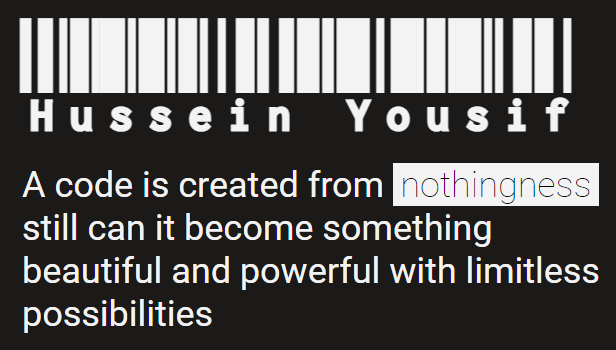 Hussein Yousif
A code is created from nothingness
still can it become something
beautiful and powerful with limitless
possibilities